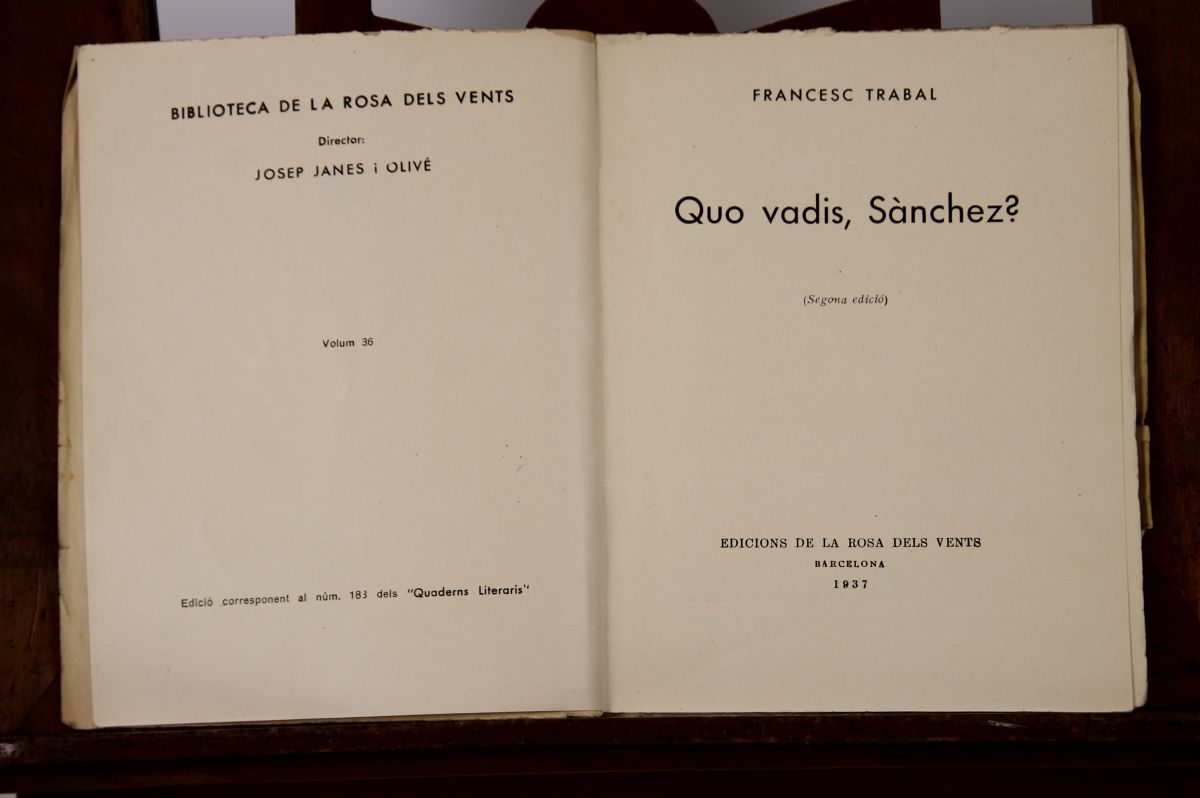 BIBLIOTECA DE LA ROSA DELS VENTS
Director:
JOSEP JANES i OLIVÉ
Volum 36
Edició corresponent al núm. 183 dels "Quaderns Literaris"
FRANCESC TRABAL
Quo vadis, Sànchez?
(Segona edició)
EDICIONS DE LA ROSA DELS VENTS
BARCELONA
1937